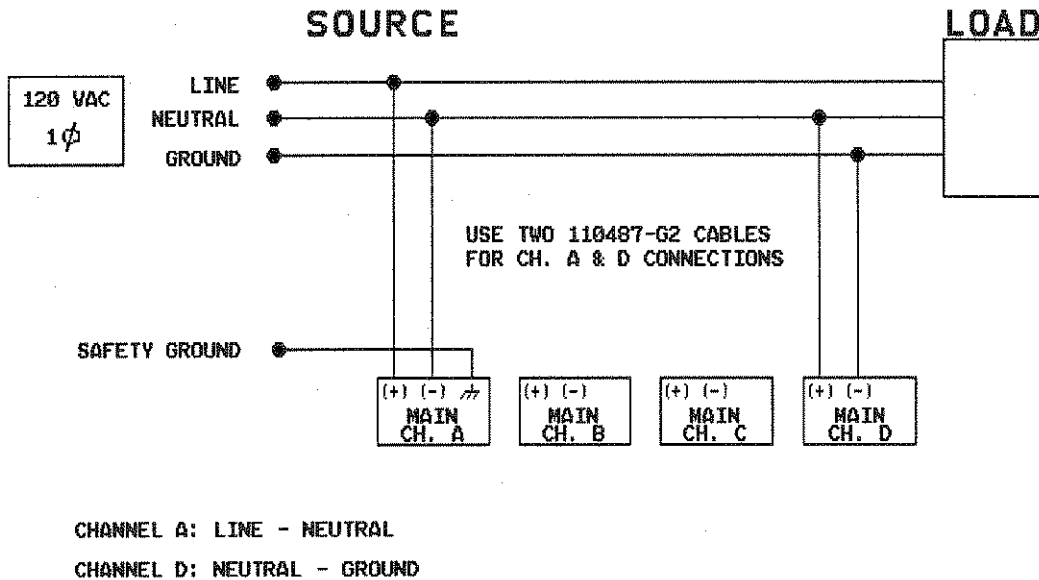 SOURCE
LOAD
120 VAC
1ϕ
LINE
NEUTRAL
GROUND
USE TWO 110487-G2 CABLES
FOR CH. A & D CONNECTIONS
SAFETY GROUND
(+) (-)
MAIN
CH. A
(+) (-)
MAIN
CH. B
(+) (-)
MAIN
CH. C
(+) (-)
MAIN
CH. D
CHANNEL A: LINE - NEUTRAL
CHANNEL D: NEUTRAL - GROUND